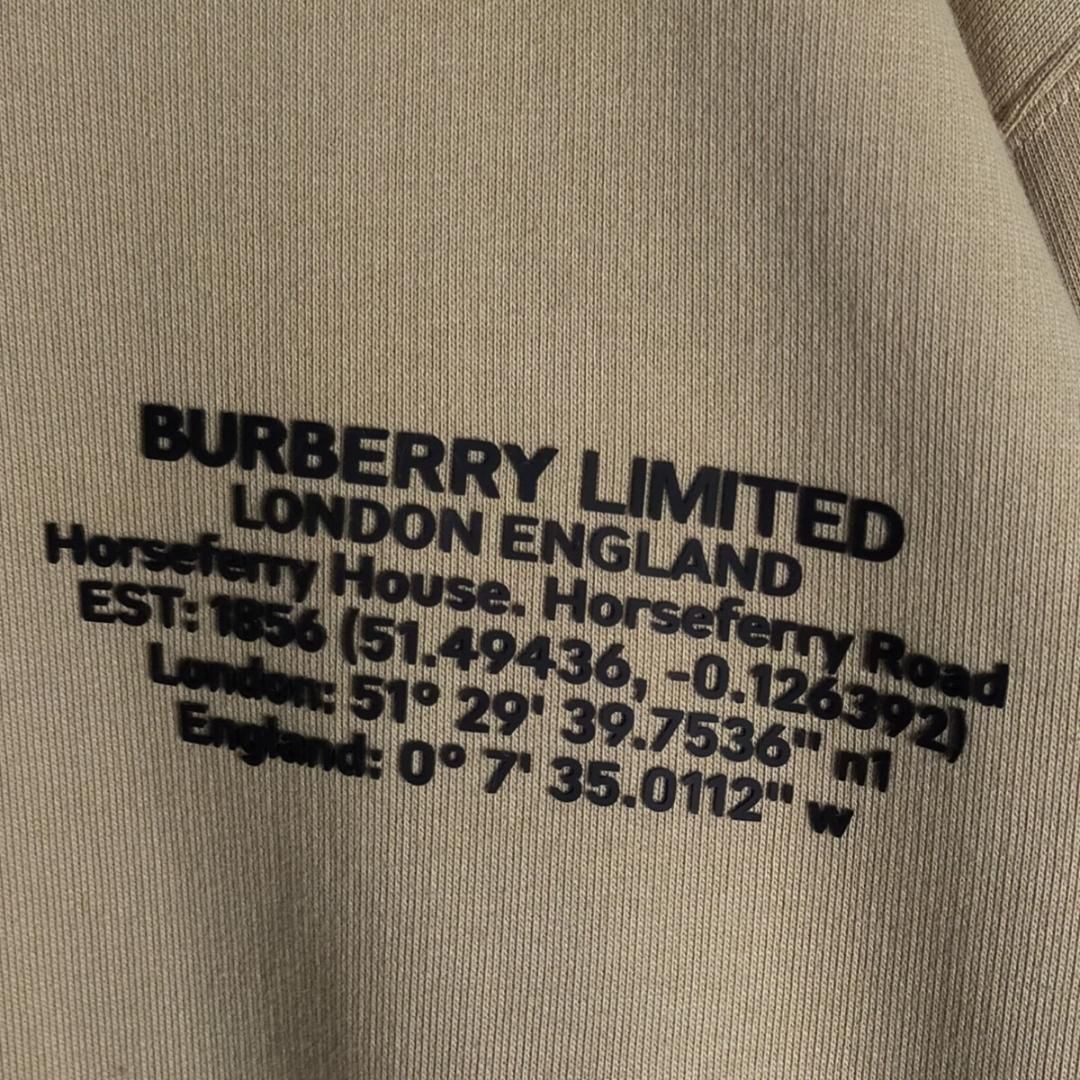 BURBERRY LIMITED
LONDON ENGLAND
Horseferry House. Horseferry Road
EST: 1856 (51.49436, -0.126392)
London: 51° 29' 39.7536" n1
England: 0° 7' 35.0112" w